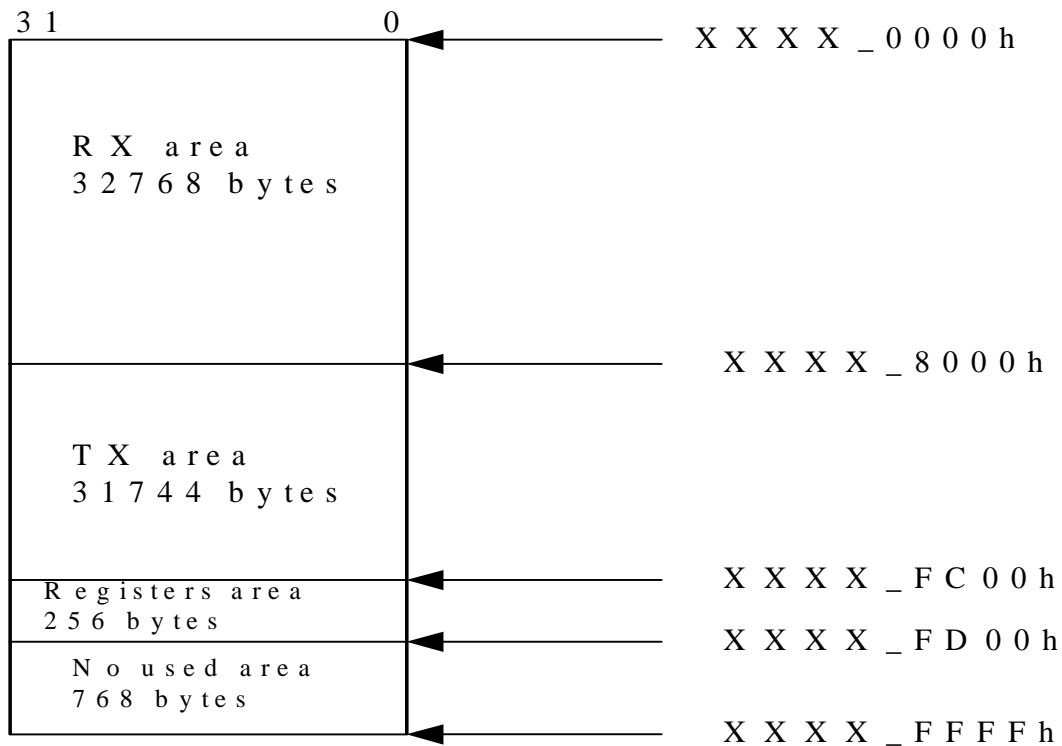 31 0
XXXX_0000h
RX area
32768 bytes
XXXX_8000h
TX area
31744 bytes
XXXX_FC00h
Registers area
256 bytes
XXXX_FD00h
No used area
768 bytes
XXXX_FFFFh